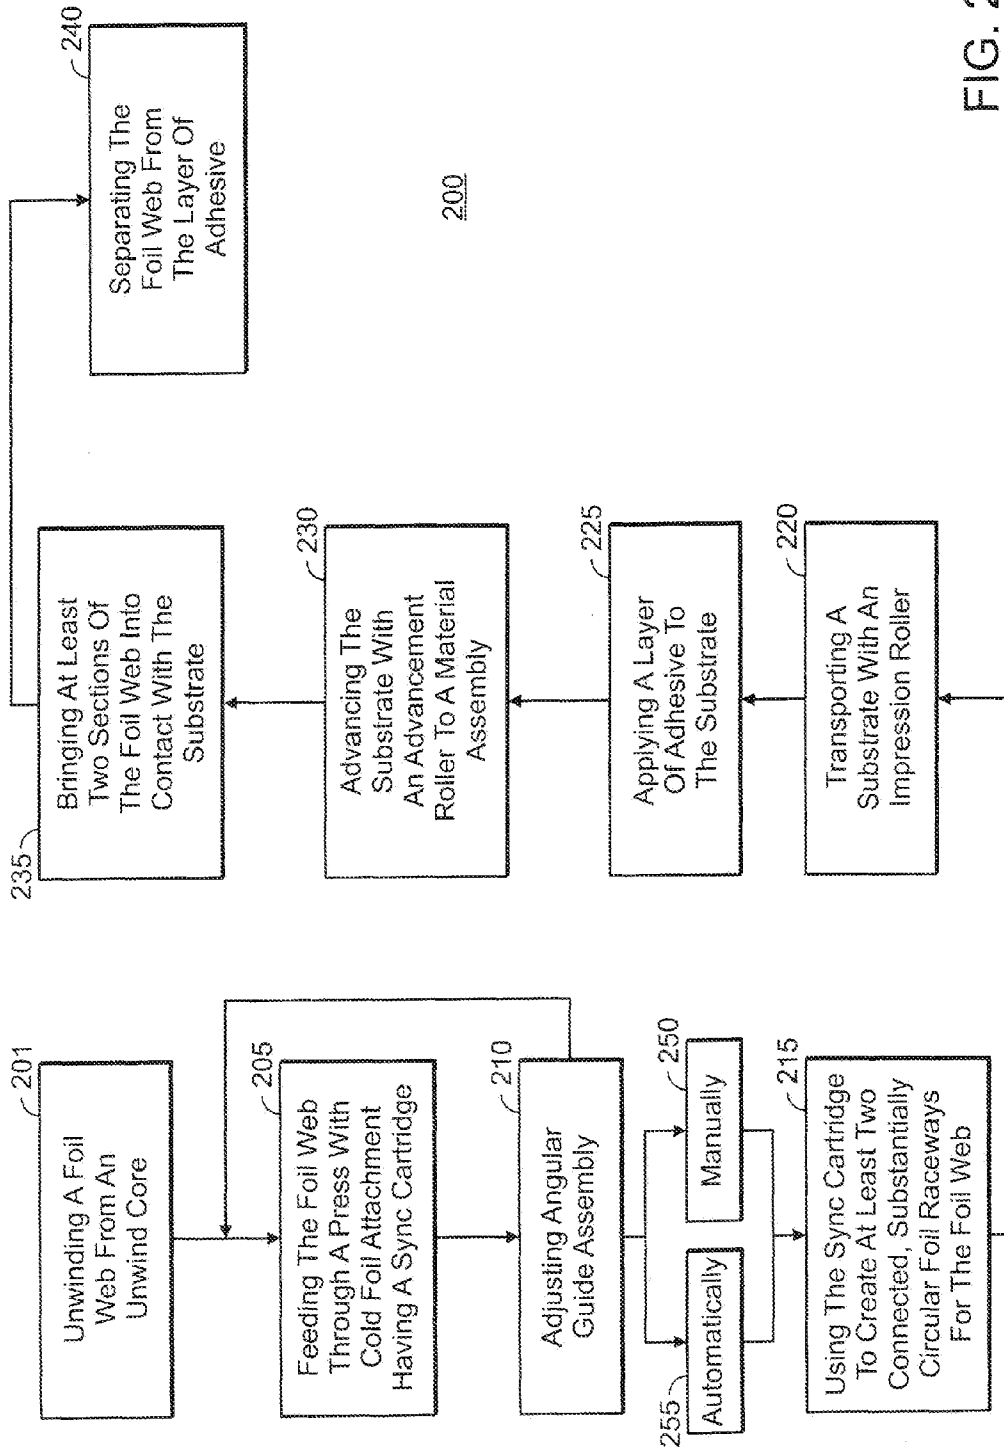 201
Unwinding A Foil
Web From An
Unwind Core
205
Feeding The Foil Web
Through A Press With
Cold Foil Attachment
Having A Sync Cartridge
210
Adjusting Angular
Guide Assembly
255
Automatically
250
Manually
215
Using The Sync Cartridge
To Create At Least Two
Connected, Substantially
Circular Foil Raceways
For The Foil Web
220
Transporting A
Substrate With An
Impression Roller
225
Applying A Layer
Of Adhesive To
The Substrate
230
Advancing The
Substrate With
An Advancement
Roller To A Material
Assembly
235
Bringing At Least
Two Sections Of
The Foil Web Into
Contact With The
Substrate
240
Separating The
Foil Web From
The Layer Of
Adhesive
200
FIG. 2